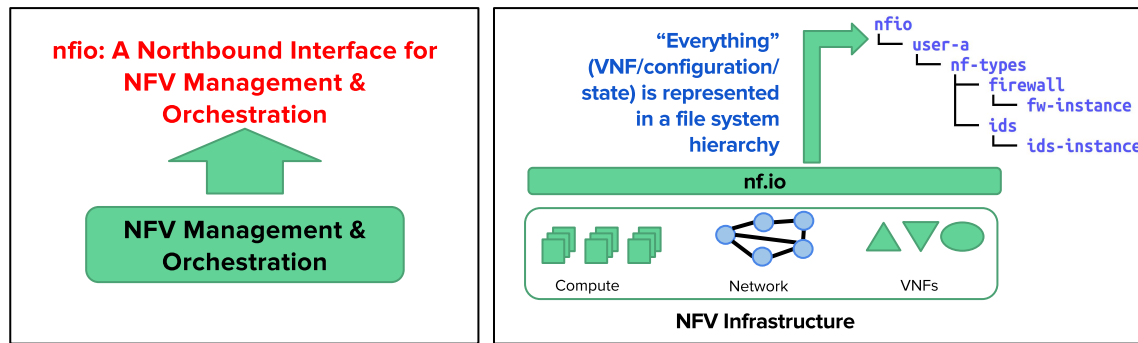 nfio: A Northbound Interface for
NFV Management &
Orchestration
NFV Management &
Orchestration
“Everything”
(VNF/configuration/
state) is represented
in a file system
hierarchy
nfio
user-a
nf-types
firewall
fw-instance
ids
ids-instance
nf.io
Compute
Network
VNFs
NFV Infrastructure